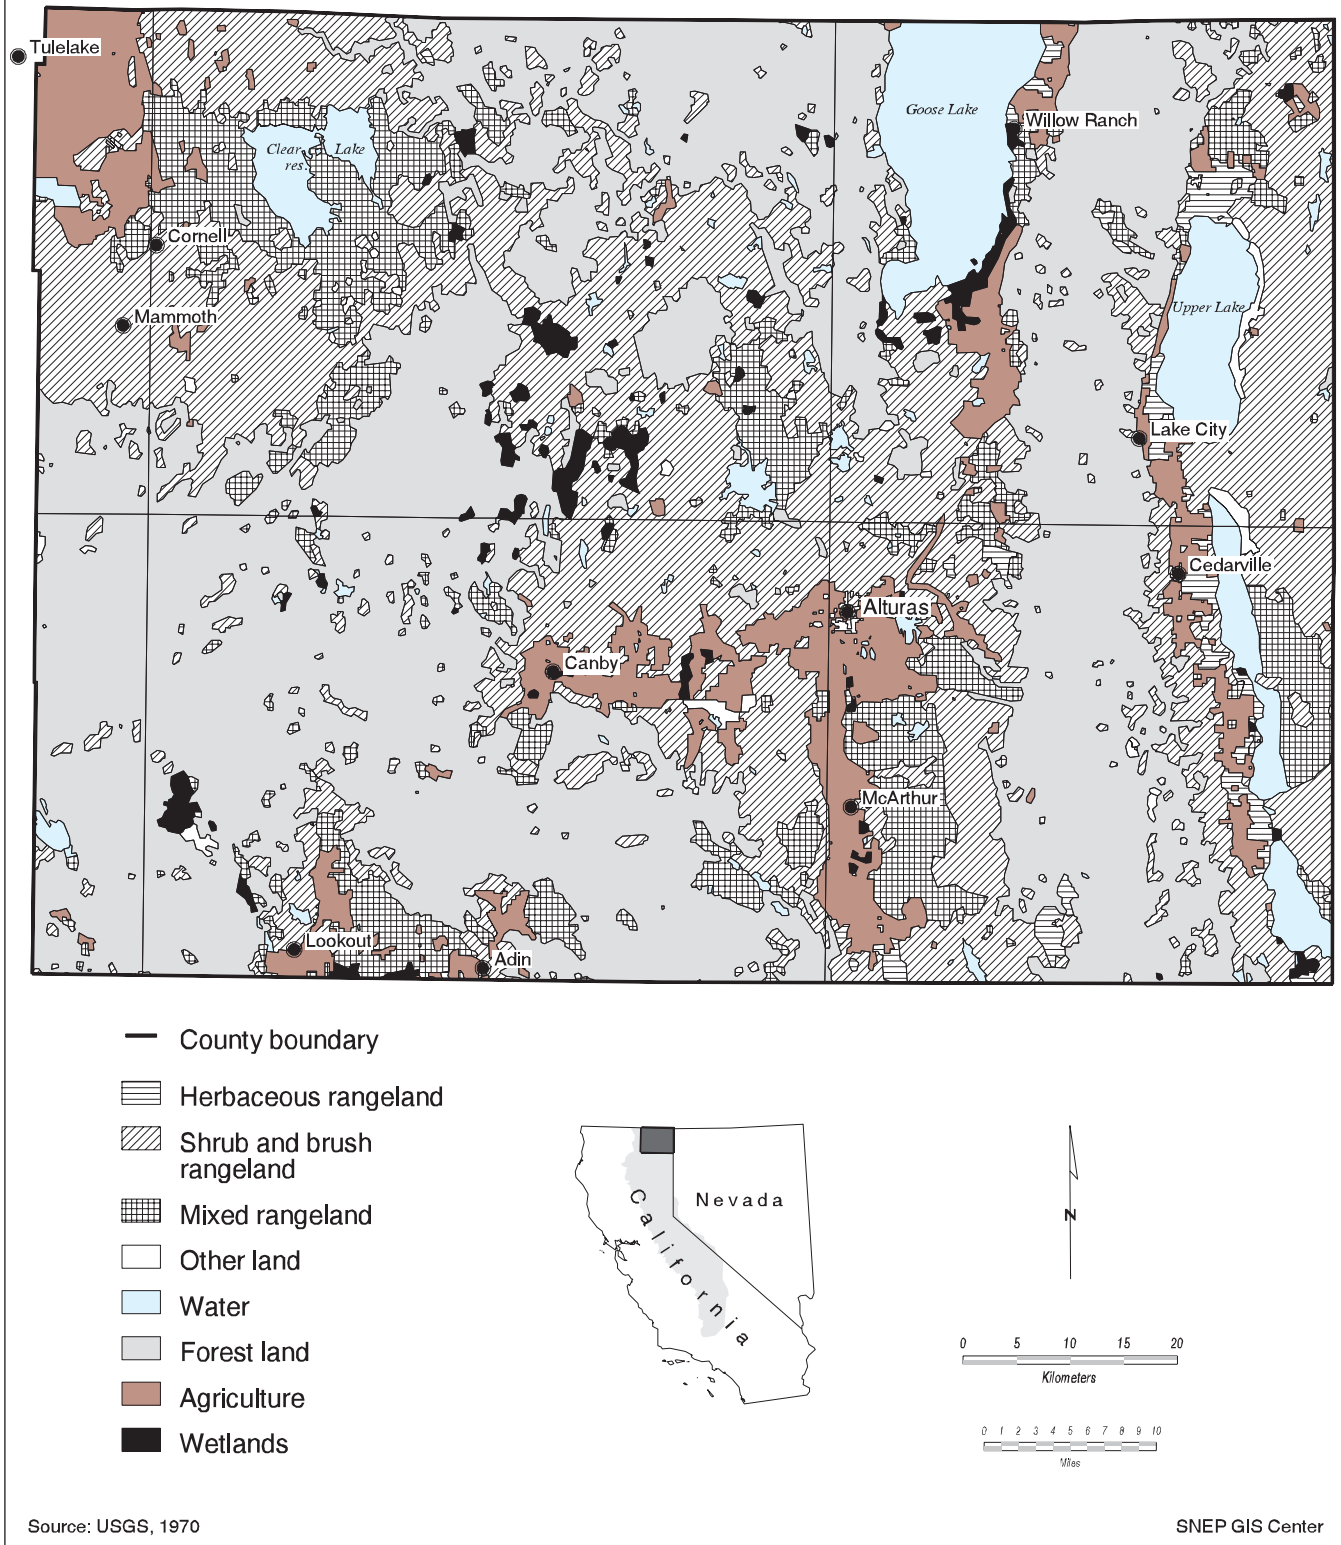 Tulelake
Goose Lake
Willow Ranch
Clear
Lake
res.
Cornell
Mammoth
Upper Lake
Lake City
Cedarville
Alturas
Canby
McArthur
Lookout
Adin
County boundary
Herbaceous rangeland
Shrub and brush
rangeland
Mixed rangeland
Other land
Water
Forest land
Agriculture
Wetlands
Nevada
California
N
0 5 10 15 20
Kilometers
0 1 2 3 4 5 6 7 8 9 10
Miles
Source: USGS, 1970
SNEP GIS Center